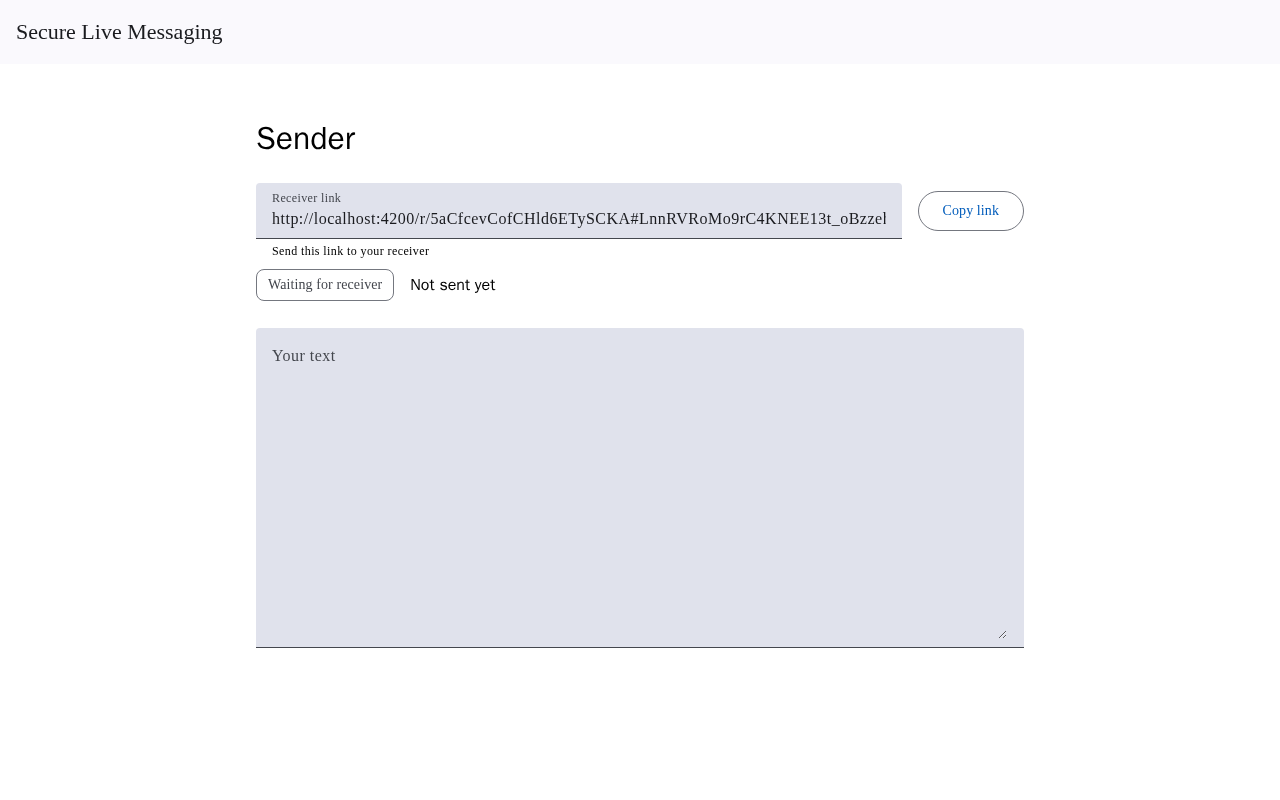 Secure Live Messaging
Sender
Receiver link
http://localhost:4200/r/5aCfcevCofCHld6ETySCKA#LnnRVRoMo9rC4KNEE13t_oBzzel
Copy link
Send this link to your receiver
Waiting for receiver
Not sent yet
Your text